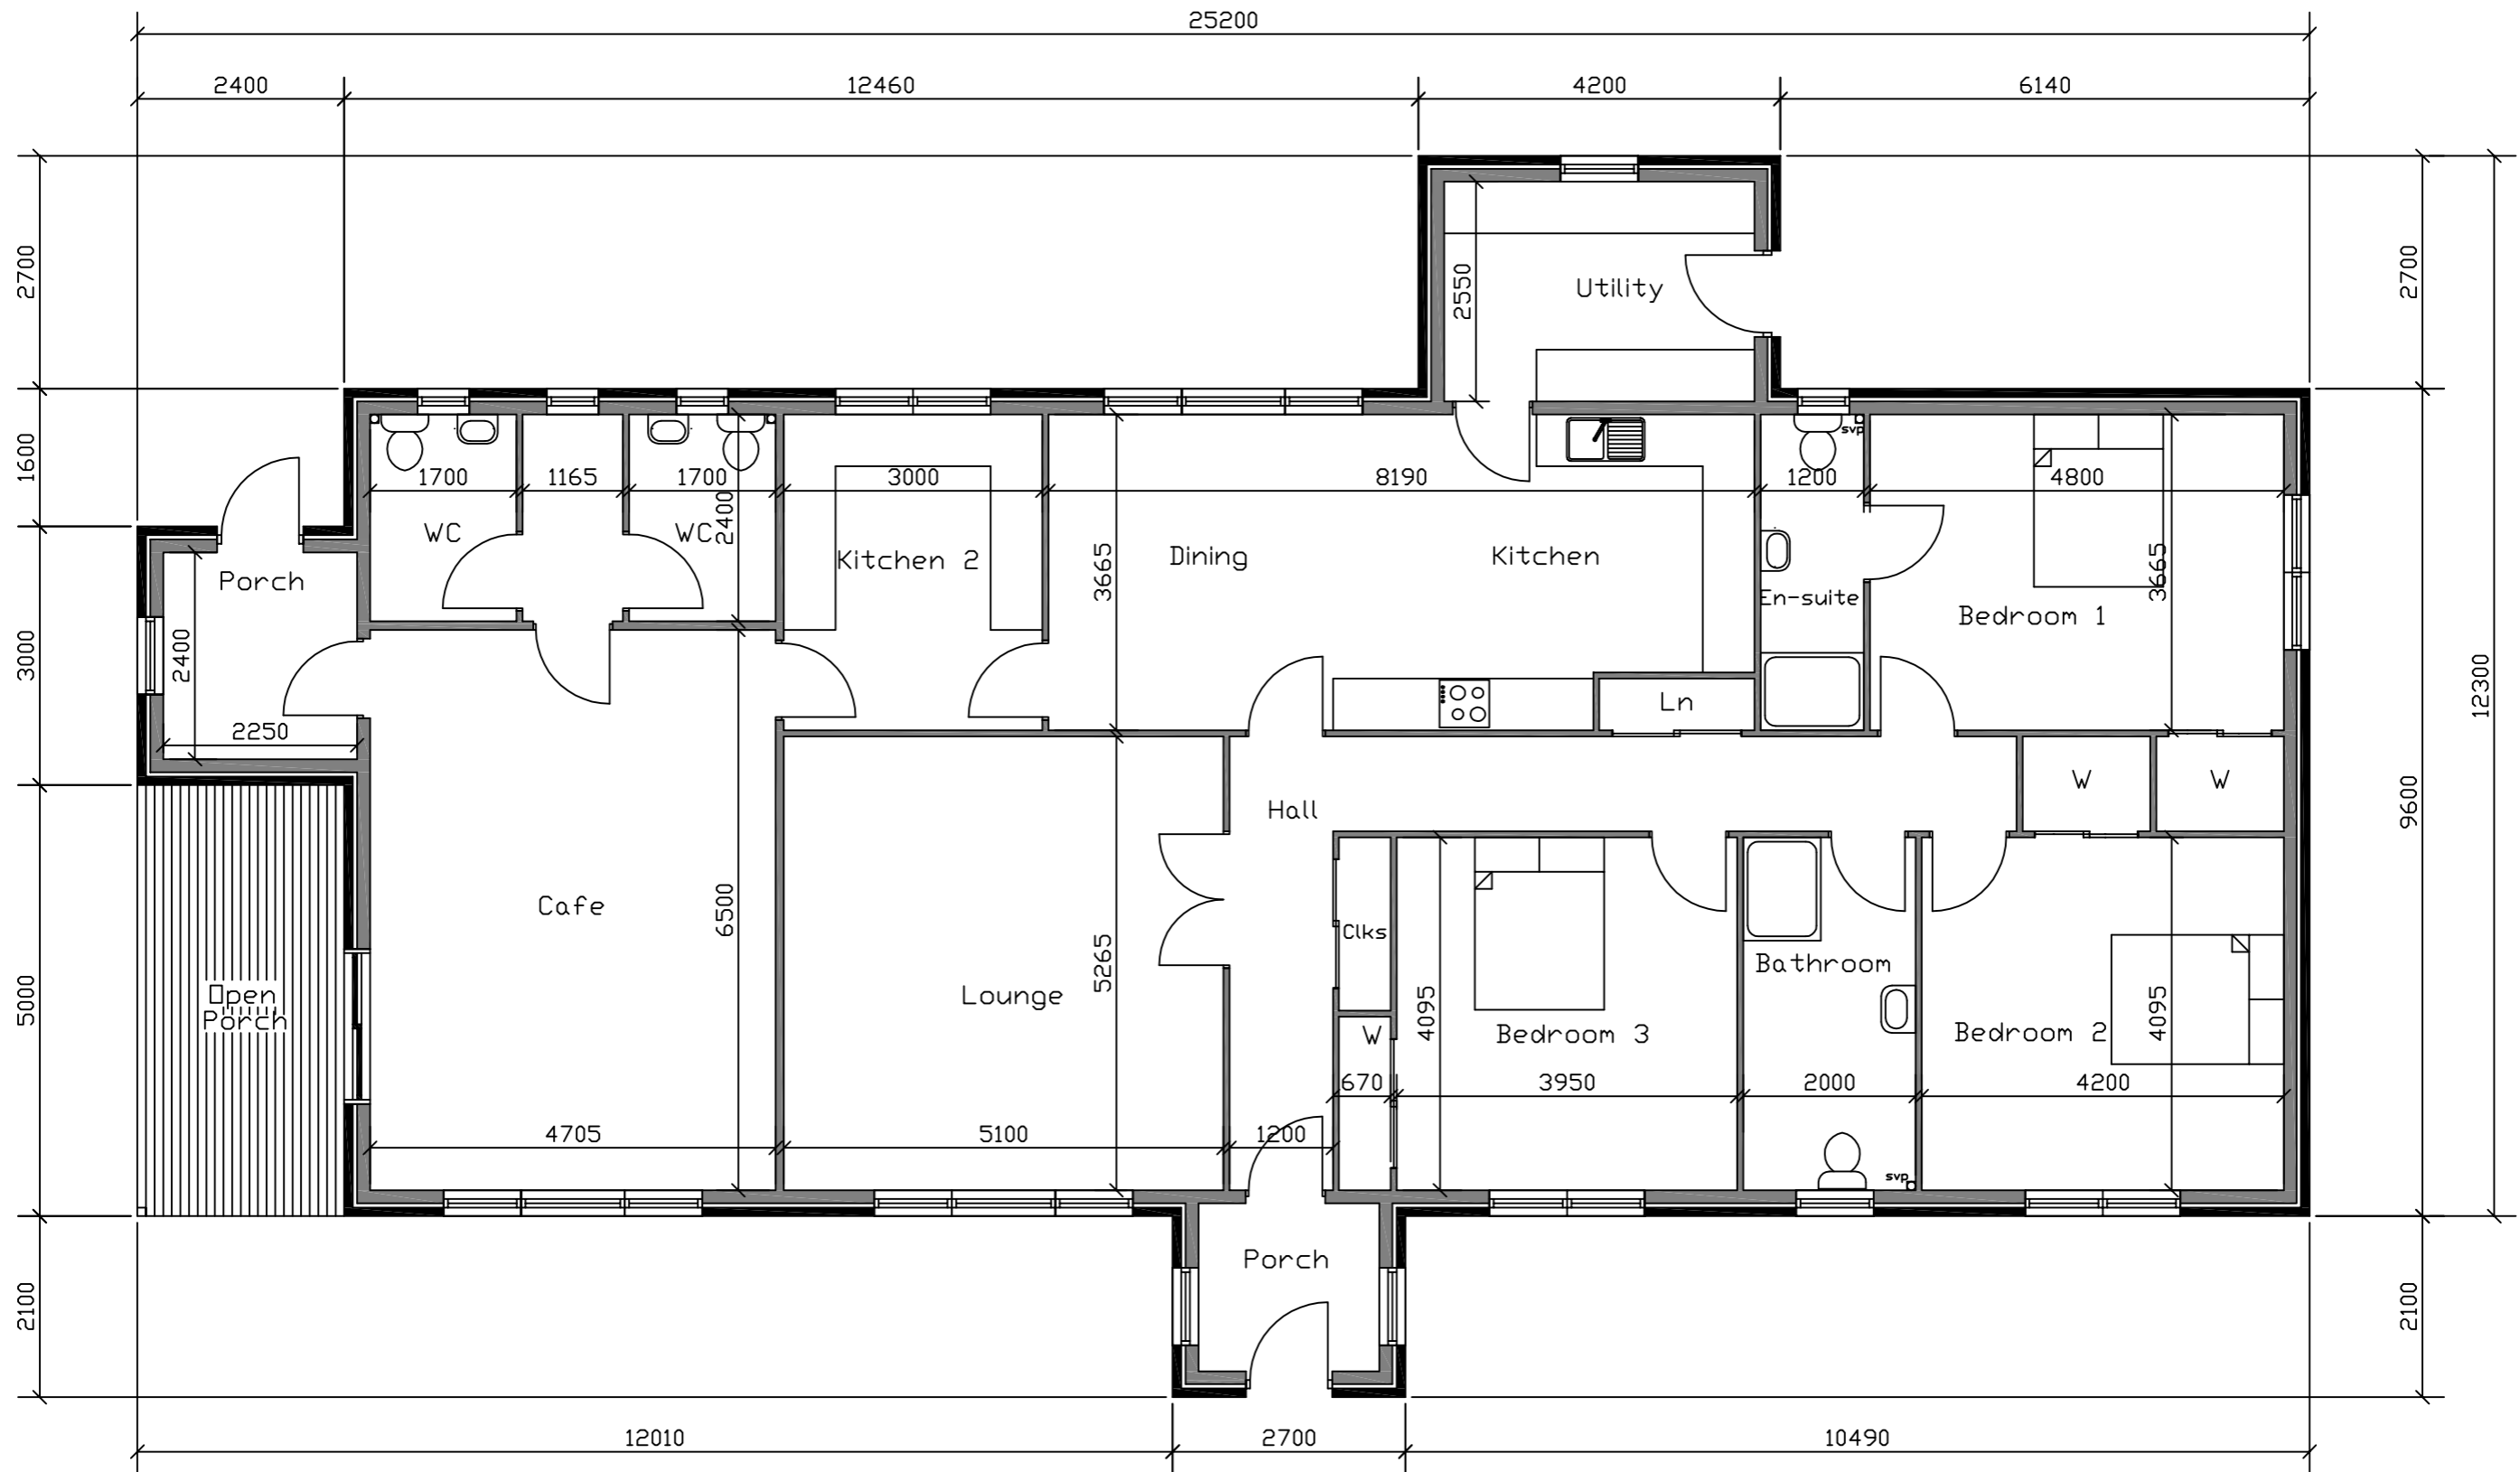 25200
2400 12460 4200 6140
2700
2550
Utility
2700
1600
1700 1165 1700 3000 8190 1200 4800
svp
WC
WC
2400
Kitchen 2
3665
Dining
Kitchen
En-suite
3665
Bedroom 1
Porch
3000
2400
2250
Ln
12300
9600
W
W
Hall
Cafe
6500
Clks
Lounge
5265
Bathroom
5000
Open
Porch
W
4095
Bedroom 3
Bedroom 2
4095
670 3950 2000 4200
4705 5100 1200
svp
Porch
2100
2100
12010 2700 10490